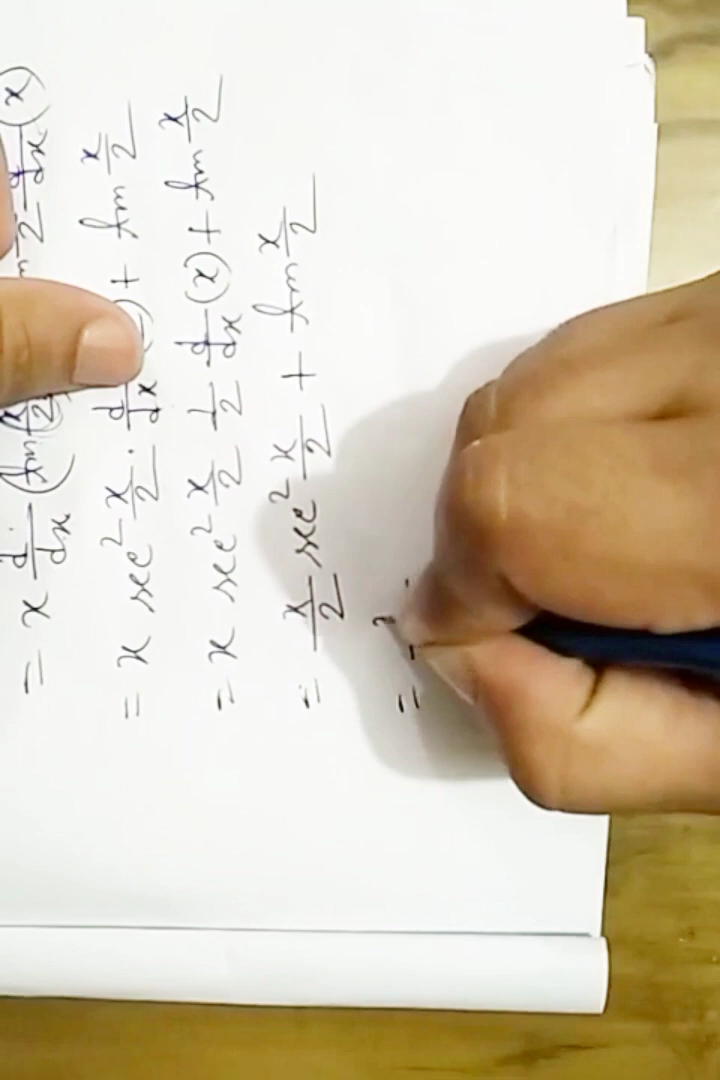 = x d/dx (tan x/2) + tan x/2 d/dx (x)
= x sec² x/2 . d/dx ( ) + tan x/2
= x sec² x/2 1/2 d/dx (x) + tan x/2
= x/2 sec² x/2 + tan x/2
=